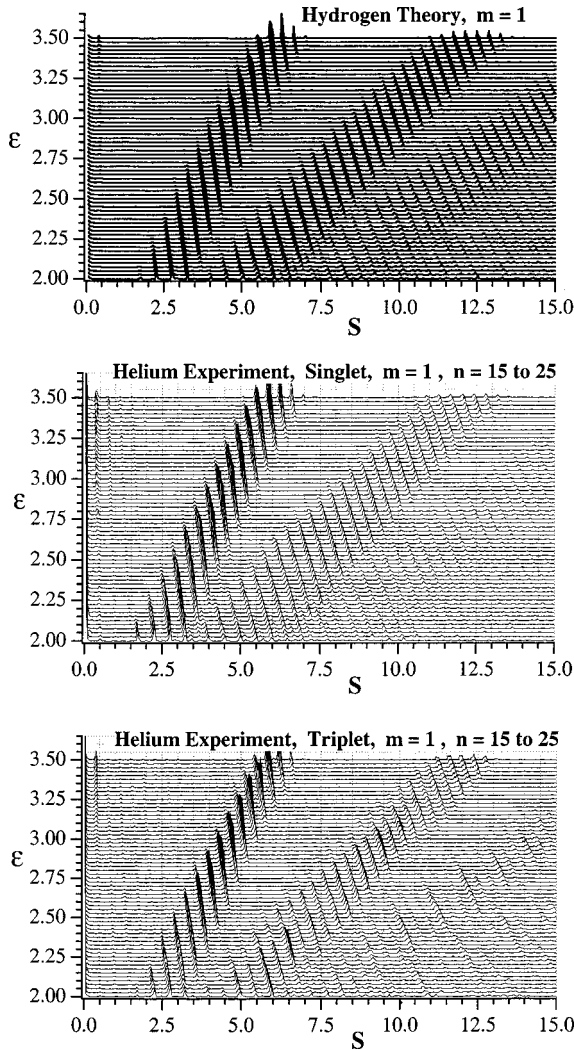 Hydrogen Theory, m = 1
3.50
3.25
3.00
2.75
2.50
2.25
2.00
ε
0.0 2.5 5.0 7.5 10.0 12.5 15.0
S
Helium Experiment, Singlet, m = 1 , n = 15 to 25
3.50
3.25
3.00
2.75
2.50
2.25
2.00
ε
0.0 2.5 5.0 7.5 10.0 12.5 15.0
S
Helium Experiment, Triplet, m = 1 , n = 15 to 25
3.50
3.25
3.00
2.75
2.50
2.25
2.00
ε
0.0 2.5 5.0 7.5 10.0 12.5 15.0
S